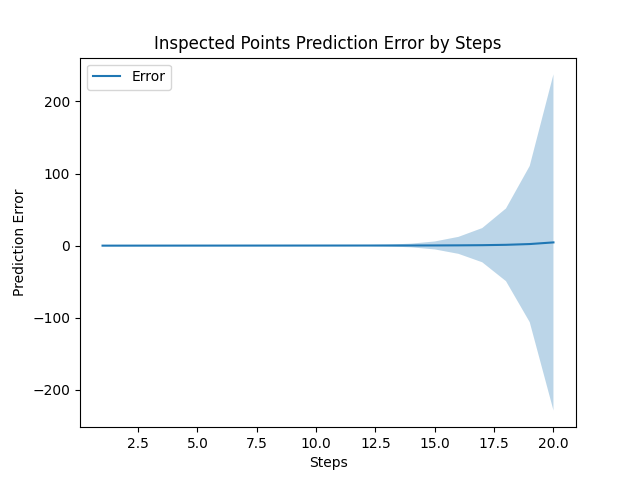 Inspected Points Prediction Error by Steps
Error
Prediction Error
200
100
0
−100
−200
2.5 5.0 7.5 10.0 12.5 15.0 17.5 20.0
Steps